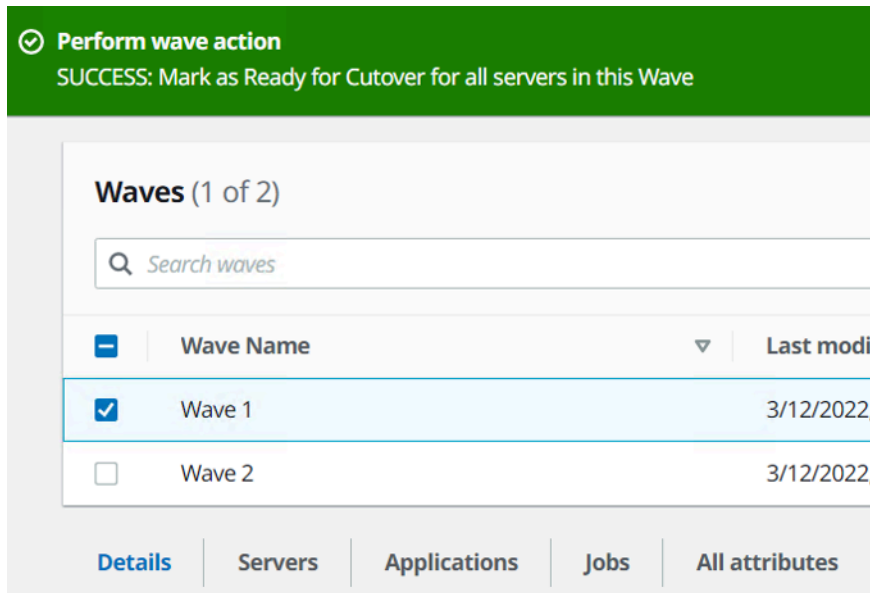 Perform wave action
SUCCESS: Mark as Ready for Cutover for all servers in this Wave
Waves (1 of 2)
Search waves
Wave Name Last modi
Wave 1 3/12/2022,
Wave 2 3/12/2022,
Details Servers Applications Jobs All attributes